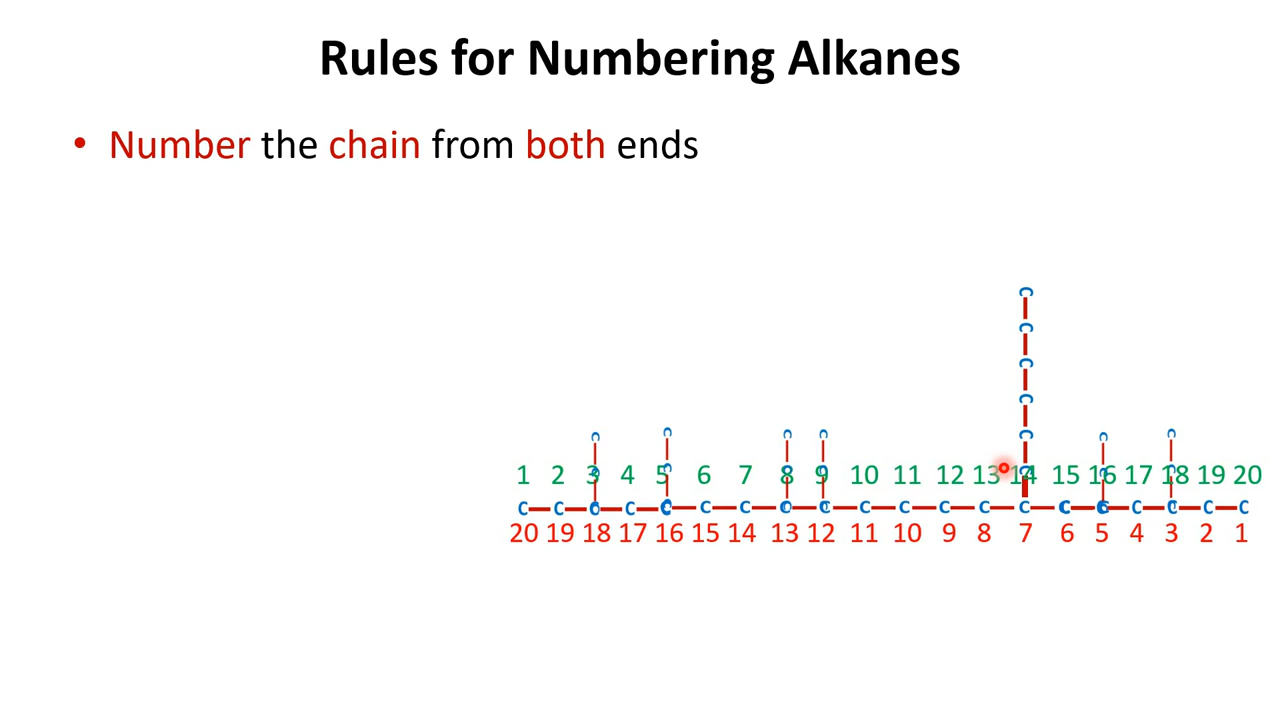 Rules for Numbering Alkanes
• Number the chain from both ends
C
C
C
C
C C C C C C C
C C C C C C C
1 2 3 4 5 6 7 8 9 10 11 12 13 14 15 16 17 18 19 20
C C C C C C C C C C C C C C C C C C C C
20 19 18 17 16 15 14 13 12 11 10 9 8 7 6 5 4 3 2 1